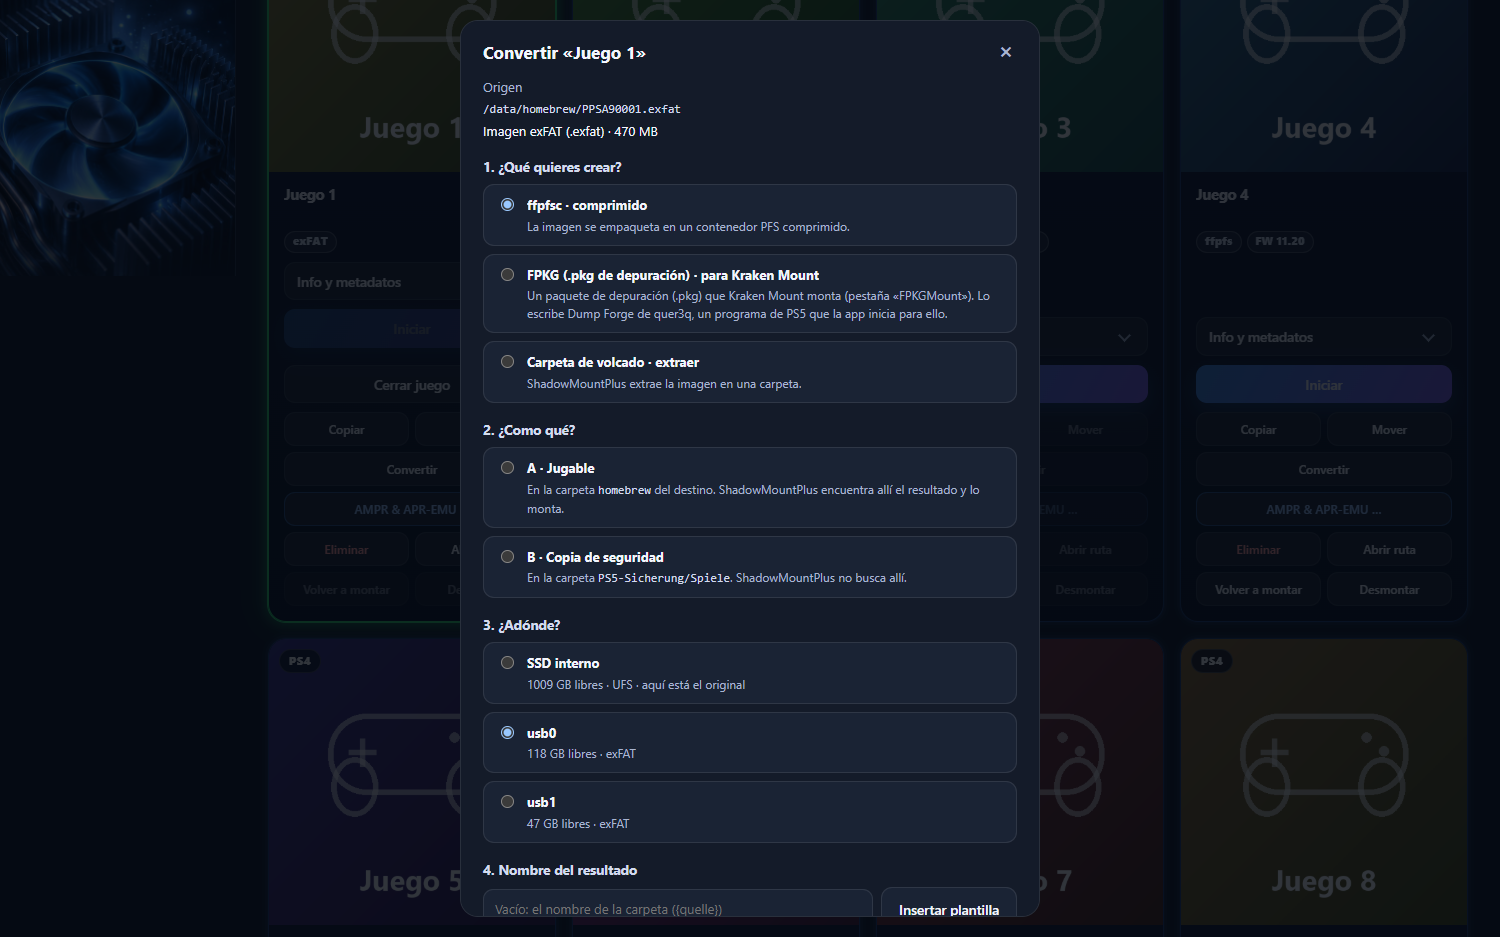 Convertir «Juego 1»
Origen
/data/homebrew/PPSA90001.exfat
Imagen exFAT (.exfat) · 470 MB
1. ¿Qué quieres crear?
ffpfsc · comprimido
La imagen se empaqueta en un contenedor PFS comprimido.
FPKG (.pkg de depuración) · para Kraken Mount
Un paquete de depuración (.pkg) que Kraken Mount monta (pestaña «FPKGMount»). Lo
escribe Dump Forge de quer3q, un programa de PS5 que la app inicia para ello.
Carpeta de volcado · extraer
ShadowMountPlus extrae la imagen en una carpeta.
2. ¿Como qué?
A · Jugable
En la carpeta homebrew del destino. ShadowMountPlus encuentra allí el resultado y lo
monta.
B · Copia de seguridad
En la carpeta PS5-Sicherung/Spiele. ShadowMountPlus no busca allí.
3. ¿Adónde?
SSD interno
1009 GB libres · UFS · aquí está el original
usb0
118 GB libres · exFAT
usb1
47 GB libres · exFAT
4. Nombre del resultado
Vacío: el nombre de la carpeta ({quelle})
Insertar plantilla
Juego 1
Juego 1
exFAT
Info y metadatos
Iniciar
Cerrar juego
Copiar
Convertir
AMPR & APR-EMU
Eliminar
Volver a montar
3
Mover
EMU ...
Abrir ruta
Desmontar
Juego 4
Juego 4
ffpfs
FW 11.20
Info y metadatos
Iniciar
Copiar
Mover
Convertir
AMPR & APR-EMU ...
Eliminar
Abrir ruta
Volver a montar
Desmontar
PS4
Juego 5
7
PS4
Juego 8